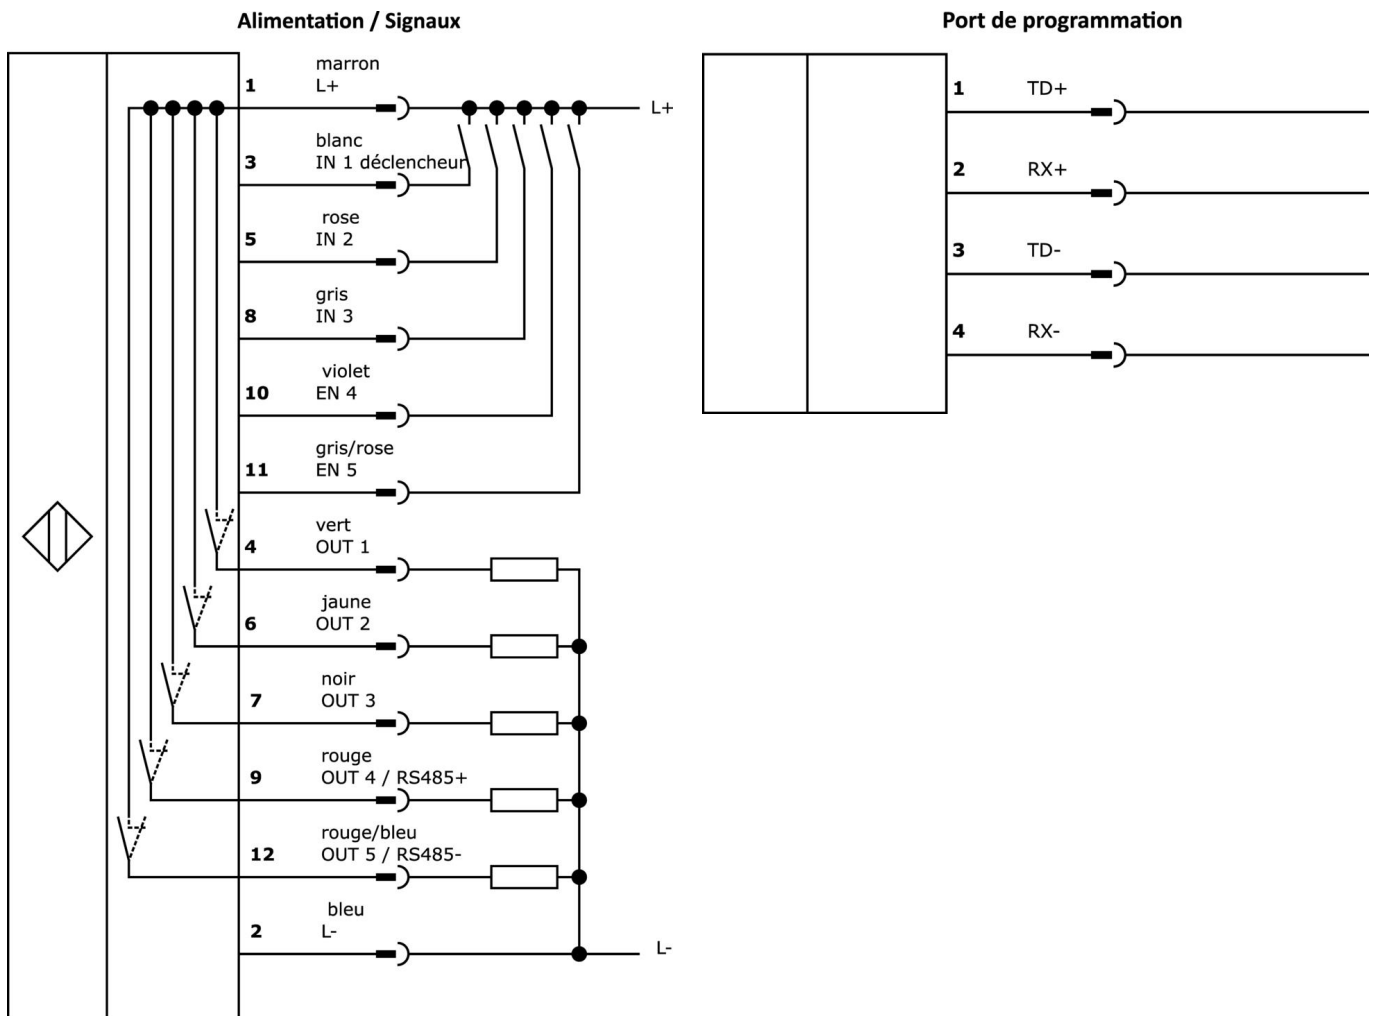 Alimentation / Signaux
marron
1 L+
L+
blanc
3 IN 1 déclencheur
rose
5 IN 2
gris
8 IN 3
violet
10 EN 4
gris/rose
11 EN 5
vert
4 OUT 1
jaune
6 OUT 2
noir
7 OUT 3
rouge
9 OUT 4 / RS485+
rouge/bleu
12 OUT 5 / RS485-
bleu
2 L-
L-
Port de programmation
1 TD+
2 RX+
3 TD-
4 RX-